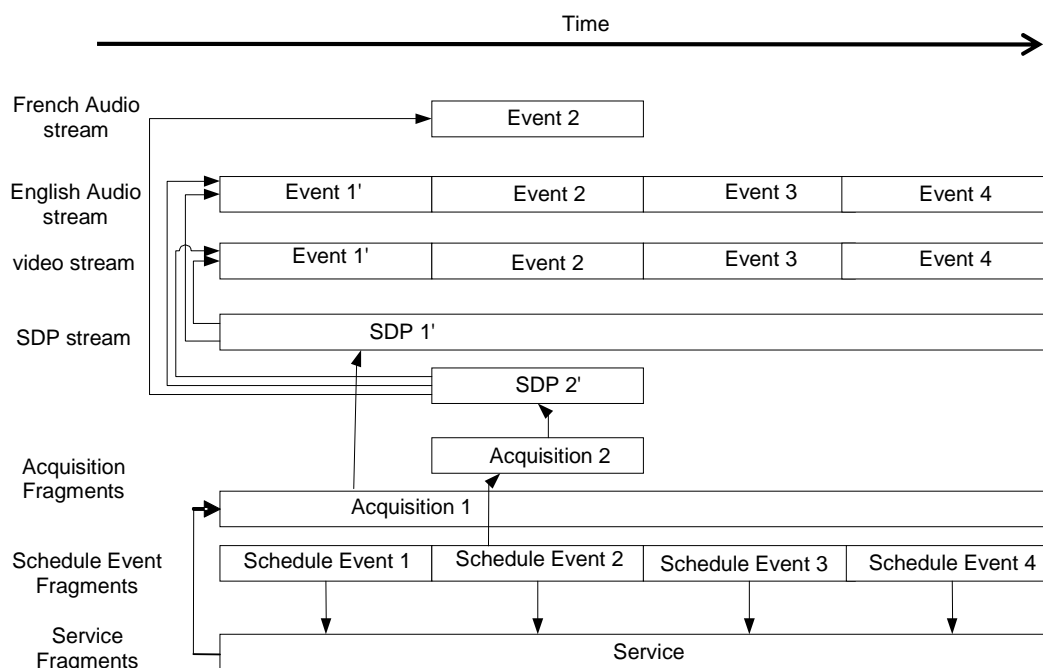 Time
French Audio
stream
Event 2
English Audio
stream
Event 1'
Event 2
Event 3
Event 4
video stream
Event 1'
Event 2
Event 3
Event 4
SDP stream
SDP 1'
SDP 2'
Acquisition 2
Acquisition
Fragments
Acquisition 1
Schedule Event
Fragments
Schedule Event 1
Schedule Event 2
Schedule Event 3
Schedule Event 4
Service
Fragments
Service